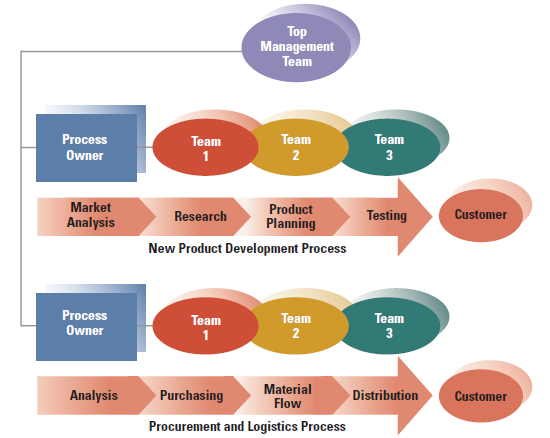 Top
Management
Team
Process
Owner
Team
1
Team
2
Team
3
Market
Analysis
Research
Product
Planning
Testing
Customer
New Product Development Process
Process
Owner
Team
1
Team
2
Team
3
Analysis
Purchasing
Material
Flow
Distribution
Customer
Procurement and Logistics Process